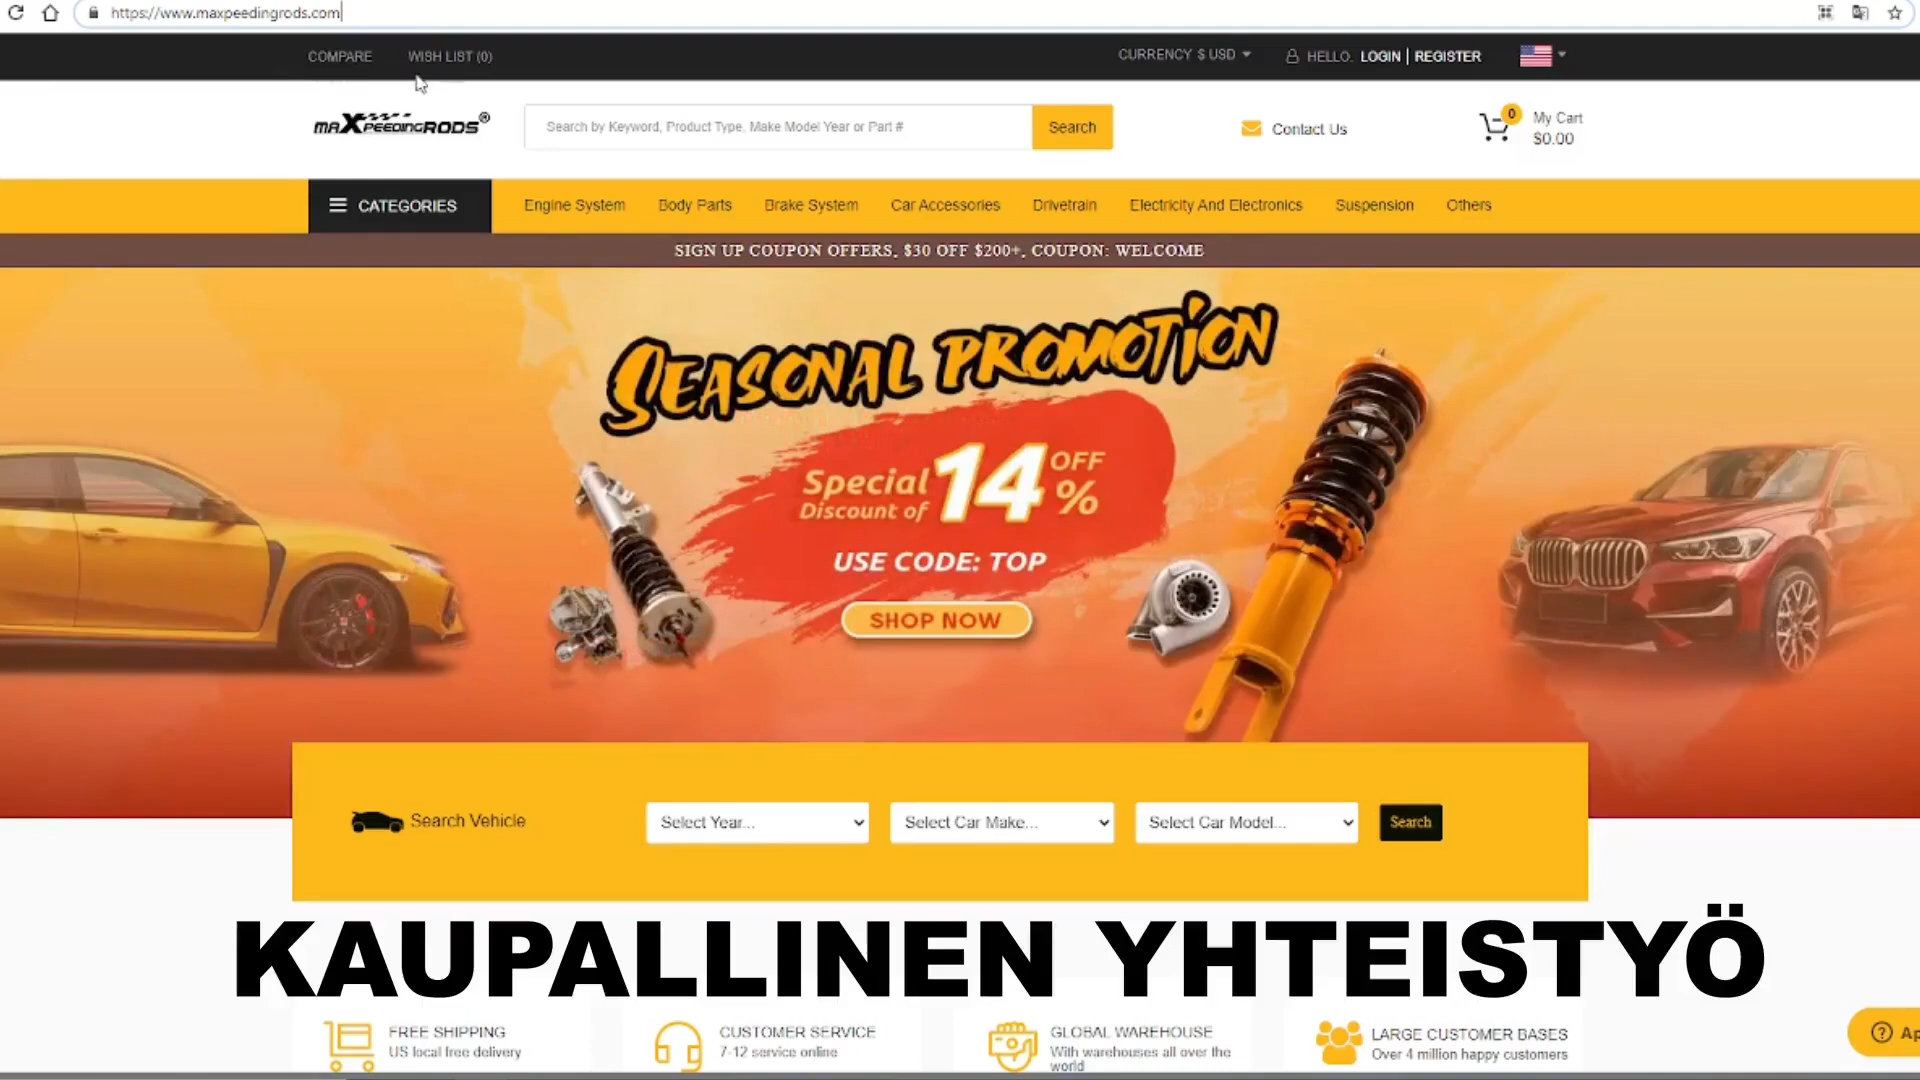 https://www.maxpeedingrods.com
COMPARE
WISH LIST (0)
CURRENCY $ USD
HELLO. LOGIN | REGISTER
maXPEEDINGRODS®
Search by Keyword, Product Type, Make Model Year or Part #
Search
Contact Us
0
My Cart
$0.00
CATEGORIES
Engine System
Body Parts
Brake System
Car Accessories
Drivetrain
Electricity And Electronics
Suspension
Others
SIGN UP COUPON OFFERS, $30 OFF $200+, COUPON: WELCOME
SEASONAL PROMOTION
Special Discount of 14% OFF
USE CODE: TOP
SHOP NOW
Search Vehicle
Select Year...
Select Car Make...
Select Car Model...
Search
KAUPALLINEN YHTEISTYÖ
FREE SHIPPING
US local free delivery
CUSTOMER SERVICE
7-12 service online
GLOBAL WAREHOUSE
With warehouses all over the
world
LARGE CUSTOMER BASES
Over 4 million happy customers